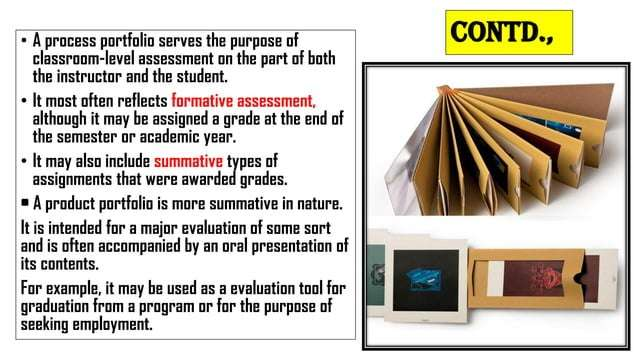 CONTD.,
• A process portfolio serves the purpose of
classroom-level assessment on the part of both
the instructor and the student.
• It most often reflects formative assessment,
although it may be assigned a grade at the end of
the semester or academic year.
• It may also include summative types of
assignments that were awarded grades.
▪ A product portfolio is more summative in nature.
It is intended for a major evaluation of some sort
and is often accompanied by an oral presentation of
its contents.
For example, it may be used as a evaluation tool for
graduation from a program or for the purpose of
seeking employment.